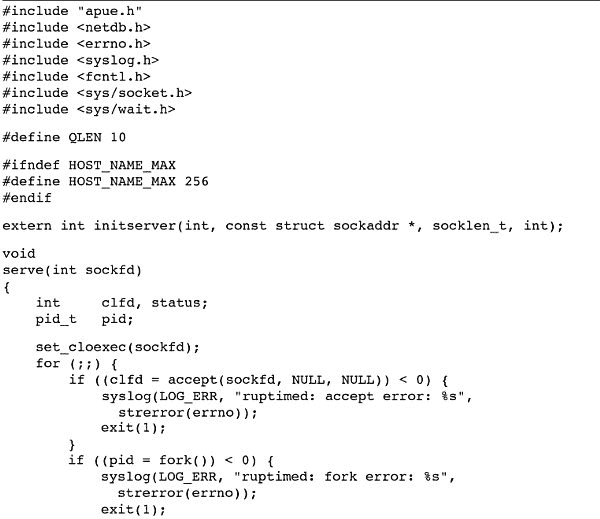 #include "apue.h"
#include <netdb.h>
#include <errno.h>
#include <syslog.h>
#include <fcntl.h>
#include <sys/socket.h>
#include <sys/wait.h>
#define QLEN 10
#ifndef HOST_NAME_MAX
#define HOST_NAME_MAX 256
#endif
extern int initserver(int, const struct sockaddr *, socklen_t, int);
void
serve(int sockfd)
{
    int     clfd, status;
    pid_t   pid;
    set_cloexec(sockfd);
    for (;;) {
        if ((clfd = accept(sockfd, NULL, NULL)) < 0) {
            syslog(LOG_ERR, "ruptimed: accept error: %s",
              strerror(errno));
            exit(1);
        }
        if ((pid = fork()) < 0) {
            syslog(LOG_ERR, "ruptimed: fork error: %s",
              strerror(errno));
            exit(1);